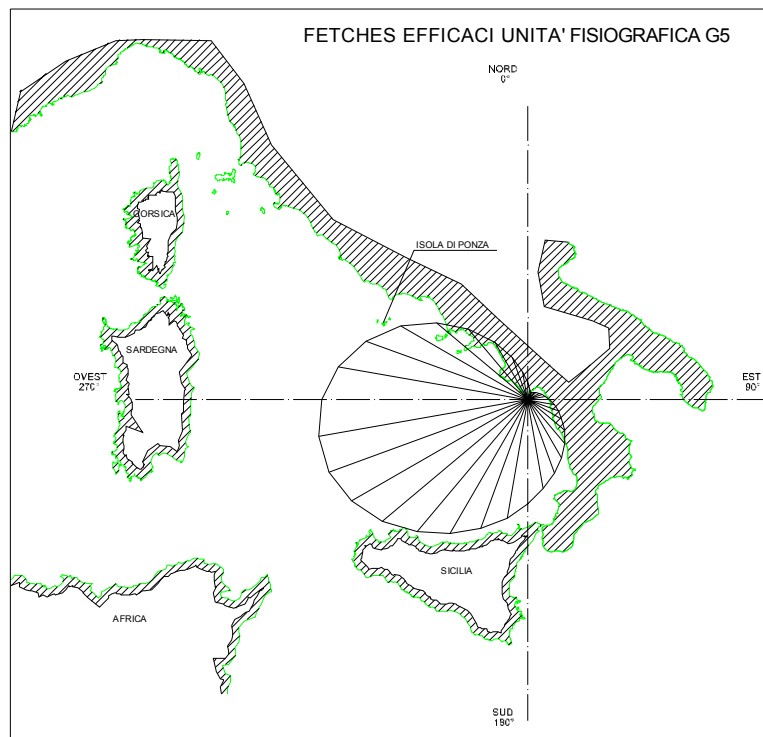 FETCHES EFFICACI UNITA' FISIOGRAFICA G5
NORD
0°
CORSICA
ISOLA DI PONZA
SARDEGNA
OVEST
270°
EST
90°
SICILIA
AFRICA
SUD
180°